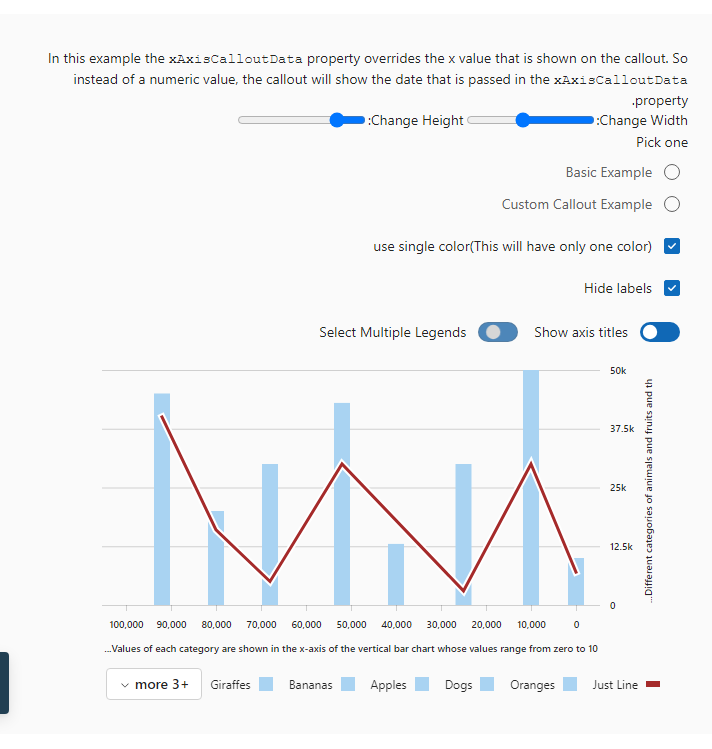 In this example the xAxisCalloutData property overrides the x value that is shown on the callout. So
instead of a numeric value, the callout will show the date that is passed in the xAxisCalloutData
.property
:Change Height :Change Width
Pick one
Basic Example
Custom Callout Example
use single color(This will have only one color)
Hide labels
Select Multiple Legends Show axis titles
50k
37.5k
25k
12.5k
0
...Different categories of animals and fruits and th
100,000 90,000 80,000 70,000 60,000 50,000 40,000 30,000 20,000 10,000 0
...Values of each category are shown in the x-axis of the vertical bar chart whose values range from zero to 10
more 3+ Giraffes Bananas Apples Dogs Oranges Just Line